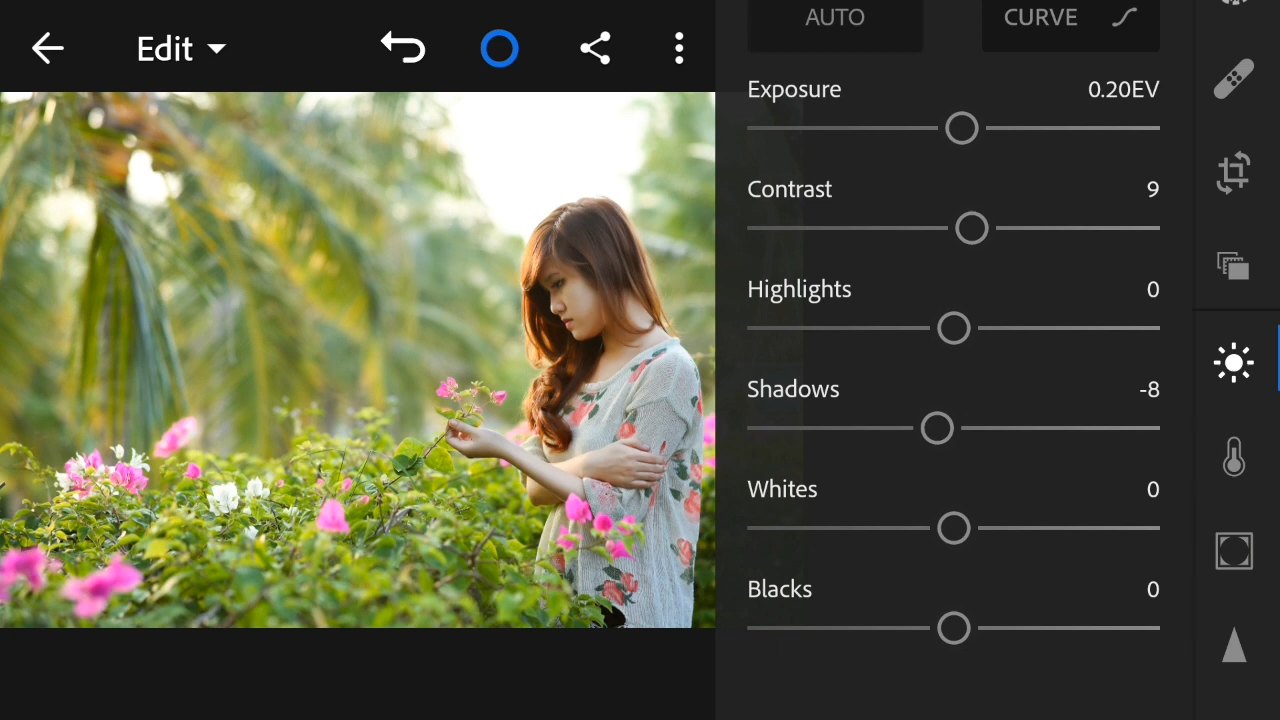 Edit
AUTO
CURVE
Exposure 0.20EV
Contrast 9
Highlights 0
Shadows -8
Whites 0
Blacks 0